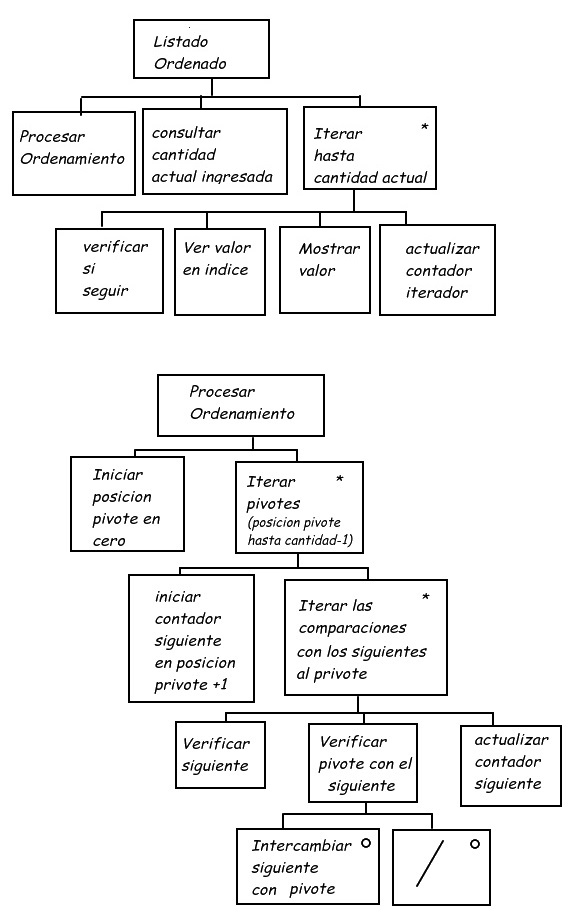 Listado
Ordenado
Procesar
Ordenamiento
consultar
cantidad
actual ingresada
Iterar *
hasta
cantidad actual
verificar
si
seguir
Ver valor
en indice
Mostrar
valor
actualizar
contador
iterador
Procesar
Ordenamiento
Iniciar
posicion
pivote en
cero
Iterar *
pivotes
(posicion pivote
hasta cantidad-1)
iniciar
contador
siguiente
en posicion
privote +1
Iterar las *
comparaciones
con los siguientes
al privote
Verificar
siguiente
Verificar
pivote con el
siguiente
actualizar
contador
siguiente
Intercambiar
siguiente
con pivote